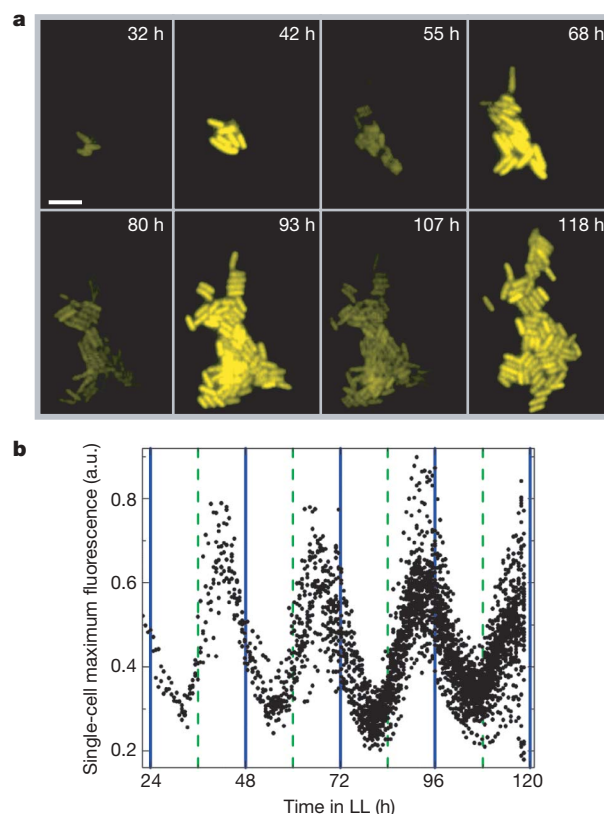 a
32 h 42 h 55 h 68 h
80 h 93 h 107 h 118 h
b
Single-cell maximum fluorescence (a.u.)
0.8
0.6
0.4
0.2
24 48 72 96 120
Time in LL (h)